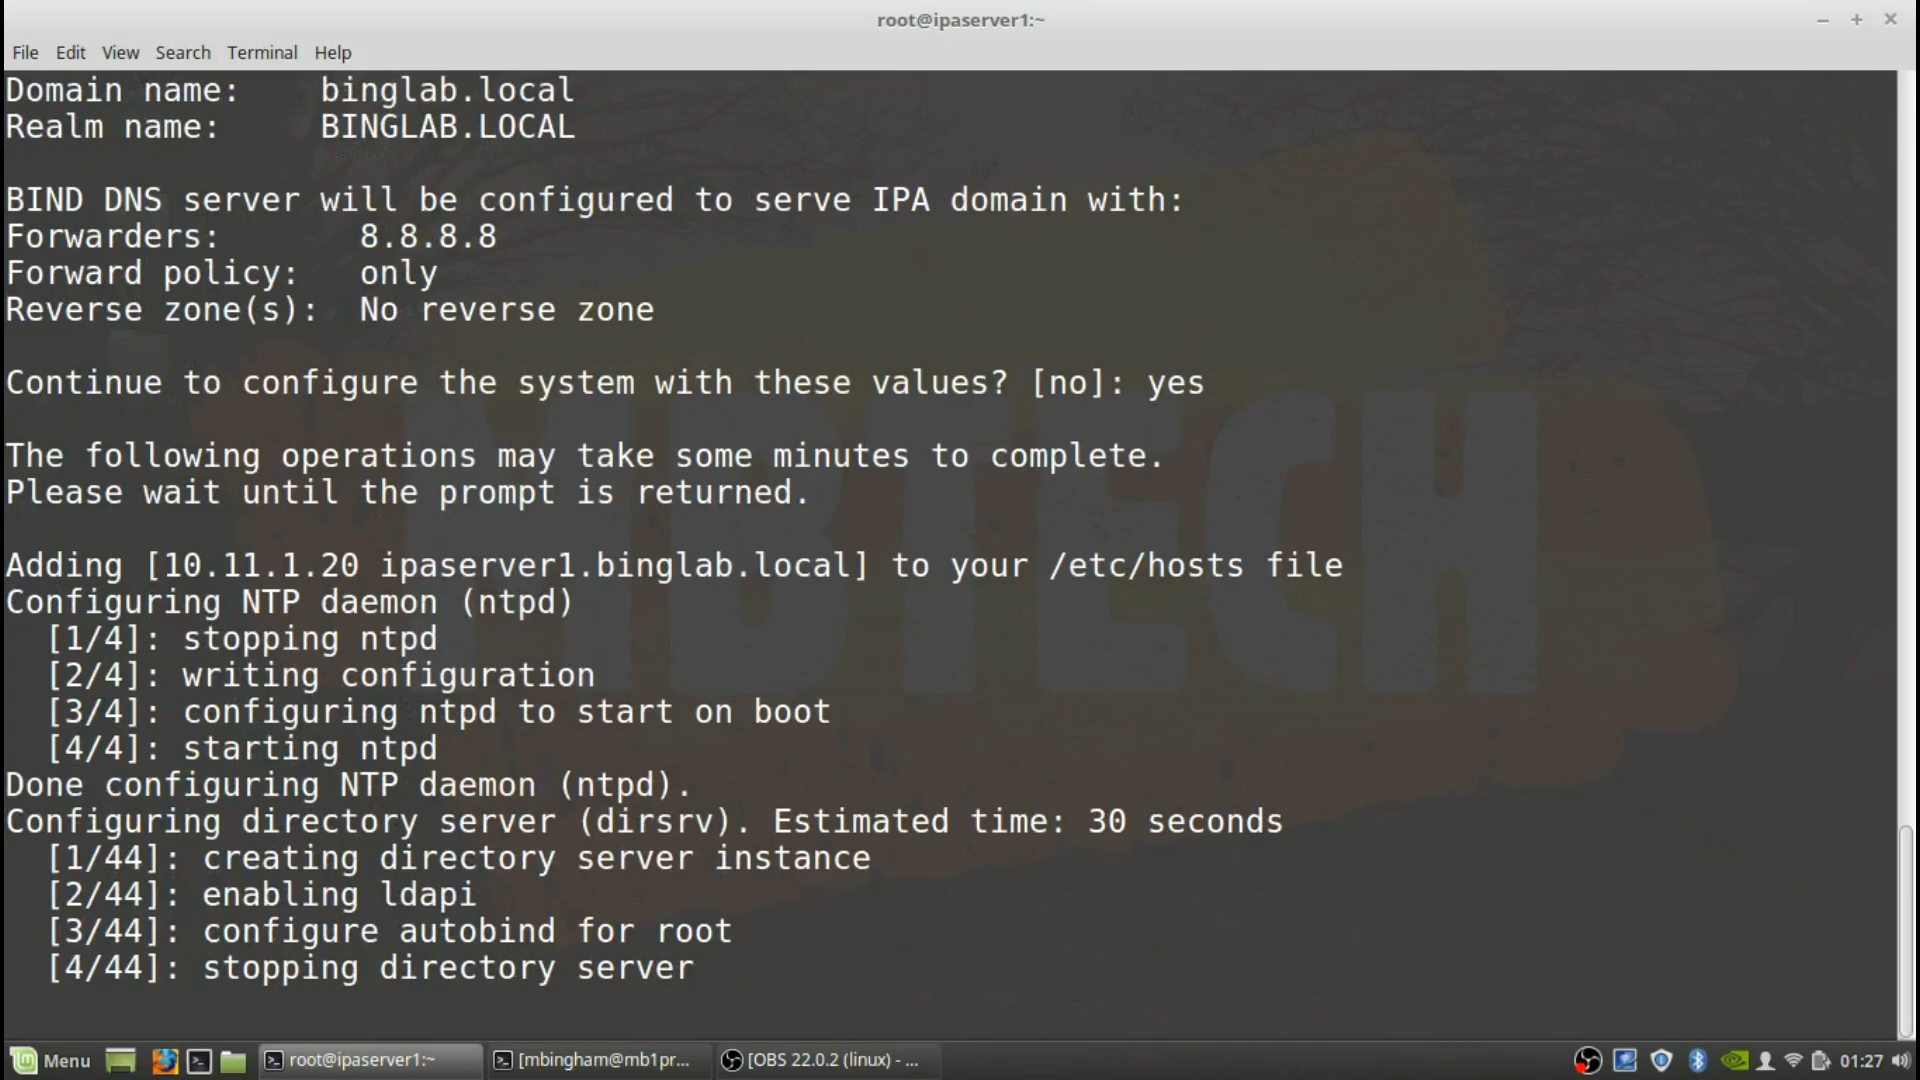 root@ipaserver1:~
File Edit View Search Terminal Help
Domain name:    binglab.local
Realm name:     BINGLAB.LOCAL
BIND DNS server will be configured to serve IPA domain with:
Forwarders:       8.8.8.8
Forward policy:   only
Reverse zone(s):  No reverse zone
Continue to configure the system with these values? [no]: yes
The following operations may take some minutes to complete.
Please wait until the prompt is returned.
Adding [10.11.1.20 ipaserver1.binglab.local] to your /etc/hosts file
Configuring NTP daemon (ntpd)
  [1/4]: stopping ntpd
  [2/4]: writing configuration
  [3/4]: configuring ntpd to start on boot
  [4/4]: starting ntpd
Done configuring NTP daemon (ntpd).
Configuring directory server (dirsrv). Estimated time: 30 seconds
  [1/44]: creating directory server instance
  [2/44]: enabling ldapi
  [3/44]: configure autobind for root
  [4/44]: stopping directory server
MBTECH
Menu root@ipaserver1:~ [mbingham@mb1pr... [OBS 22.0.2 (linux) - ... 01:27